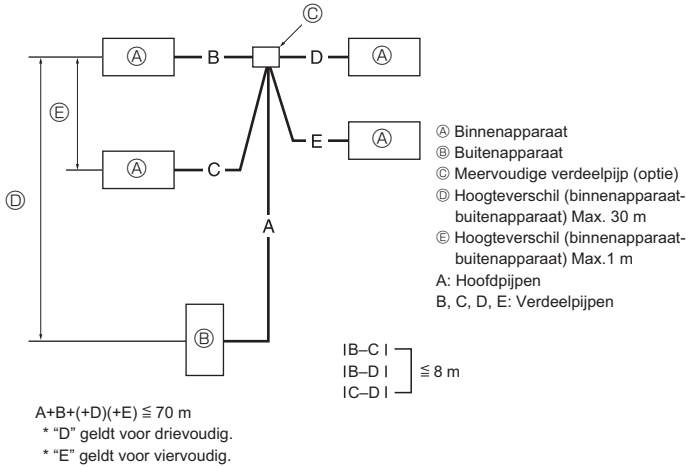 Ⓒ
Ⓐ B D Ⓐ
Ⓔ
Ⓐ C E Ⓐ
Ⓓ
A
Ⓑ
Ⓐ Binnenapparaat
Ⓑ Buitenapparaat
Ⓒ Meervoudige verdeelpijp (optie)
Ⓓ Hoogteverschil (binnenapparaat-
buitenapparaat) Max. 30 m
Ⓔ Hoogteverschil (binnenapparaat-
buitenapparaat) Max.1 m
A: Hoofdpijpen
B, C, D, E: Verdeelpijpen
IB–C I
IB–D I ≦ 8 m
IC–D I
A+B+(+D)(+E) ≦ 70 m
* “D” geldt voor drievoudig.
* “E” geldt voor viervoudig.